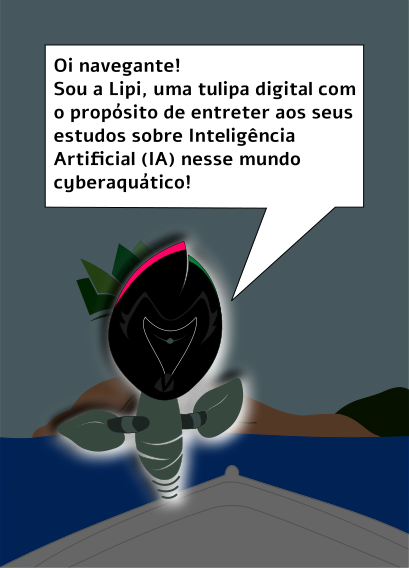 Oi navegante!
Sou a Lipi, uma tulipa digital com
o propósito de entreter aos seus
estudos sobre Inteligência
Artificial (IA) nesse mundo
cyberaquático!